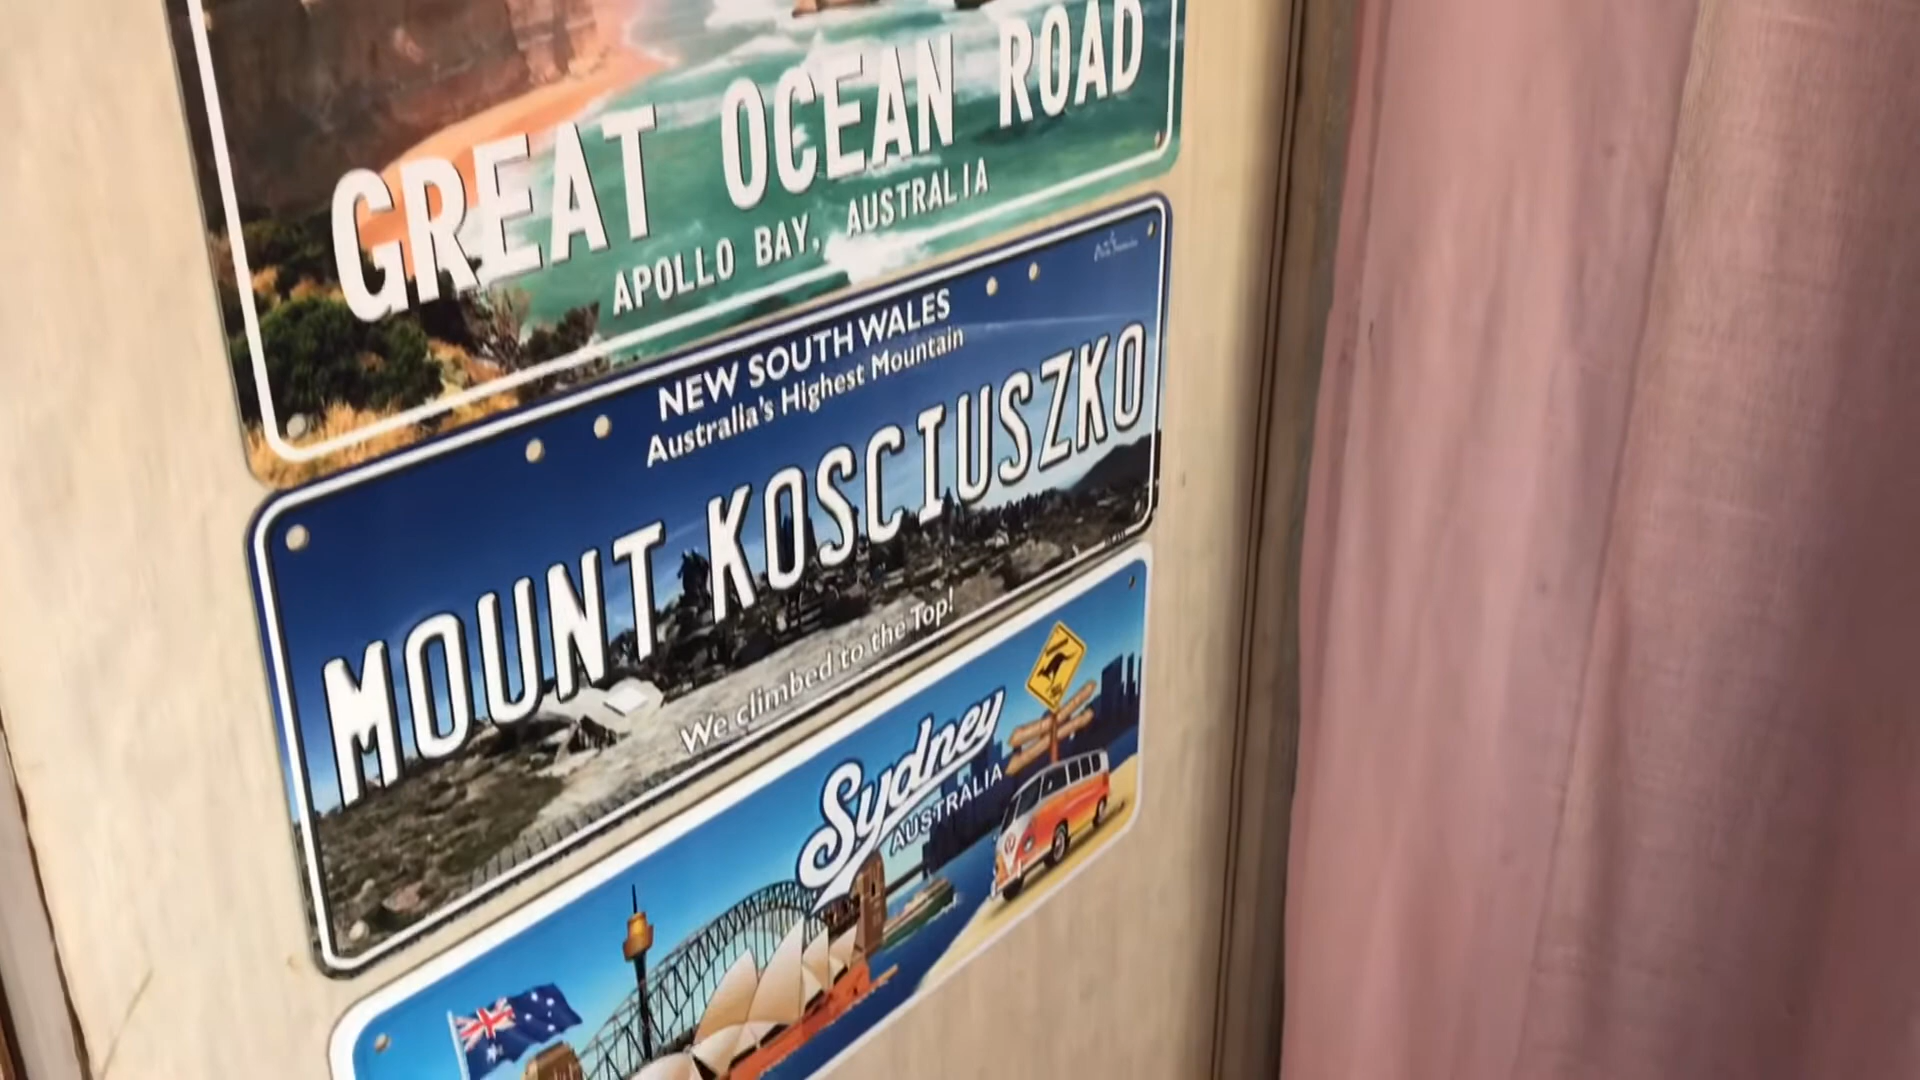 GREAT OCEAN ROAD
APOLLO BAY, AUSTRALIA
NEW SOUTH WALES
Australia's Highest Mountain
MOUNT KOSCIUSZKO
We climbed to the Top!
Sydney
AUSTRALIA